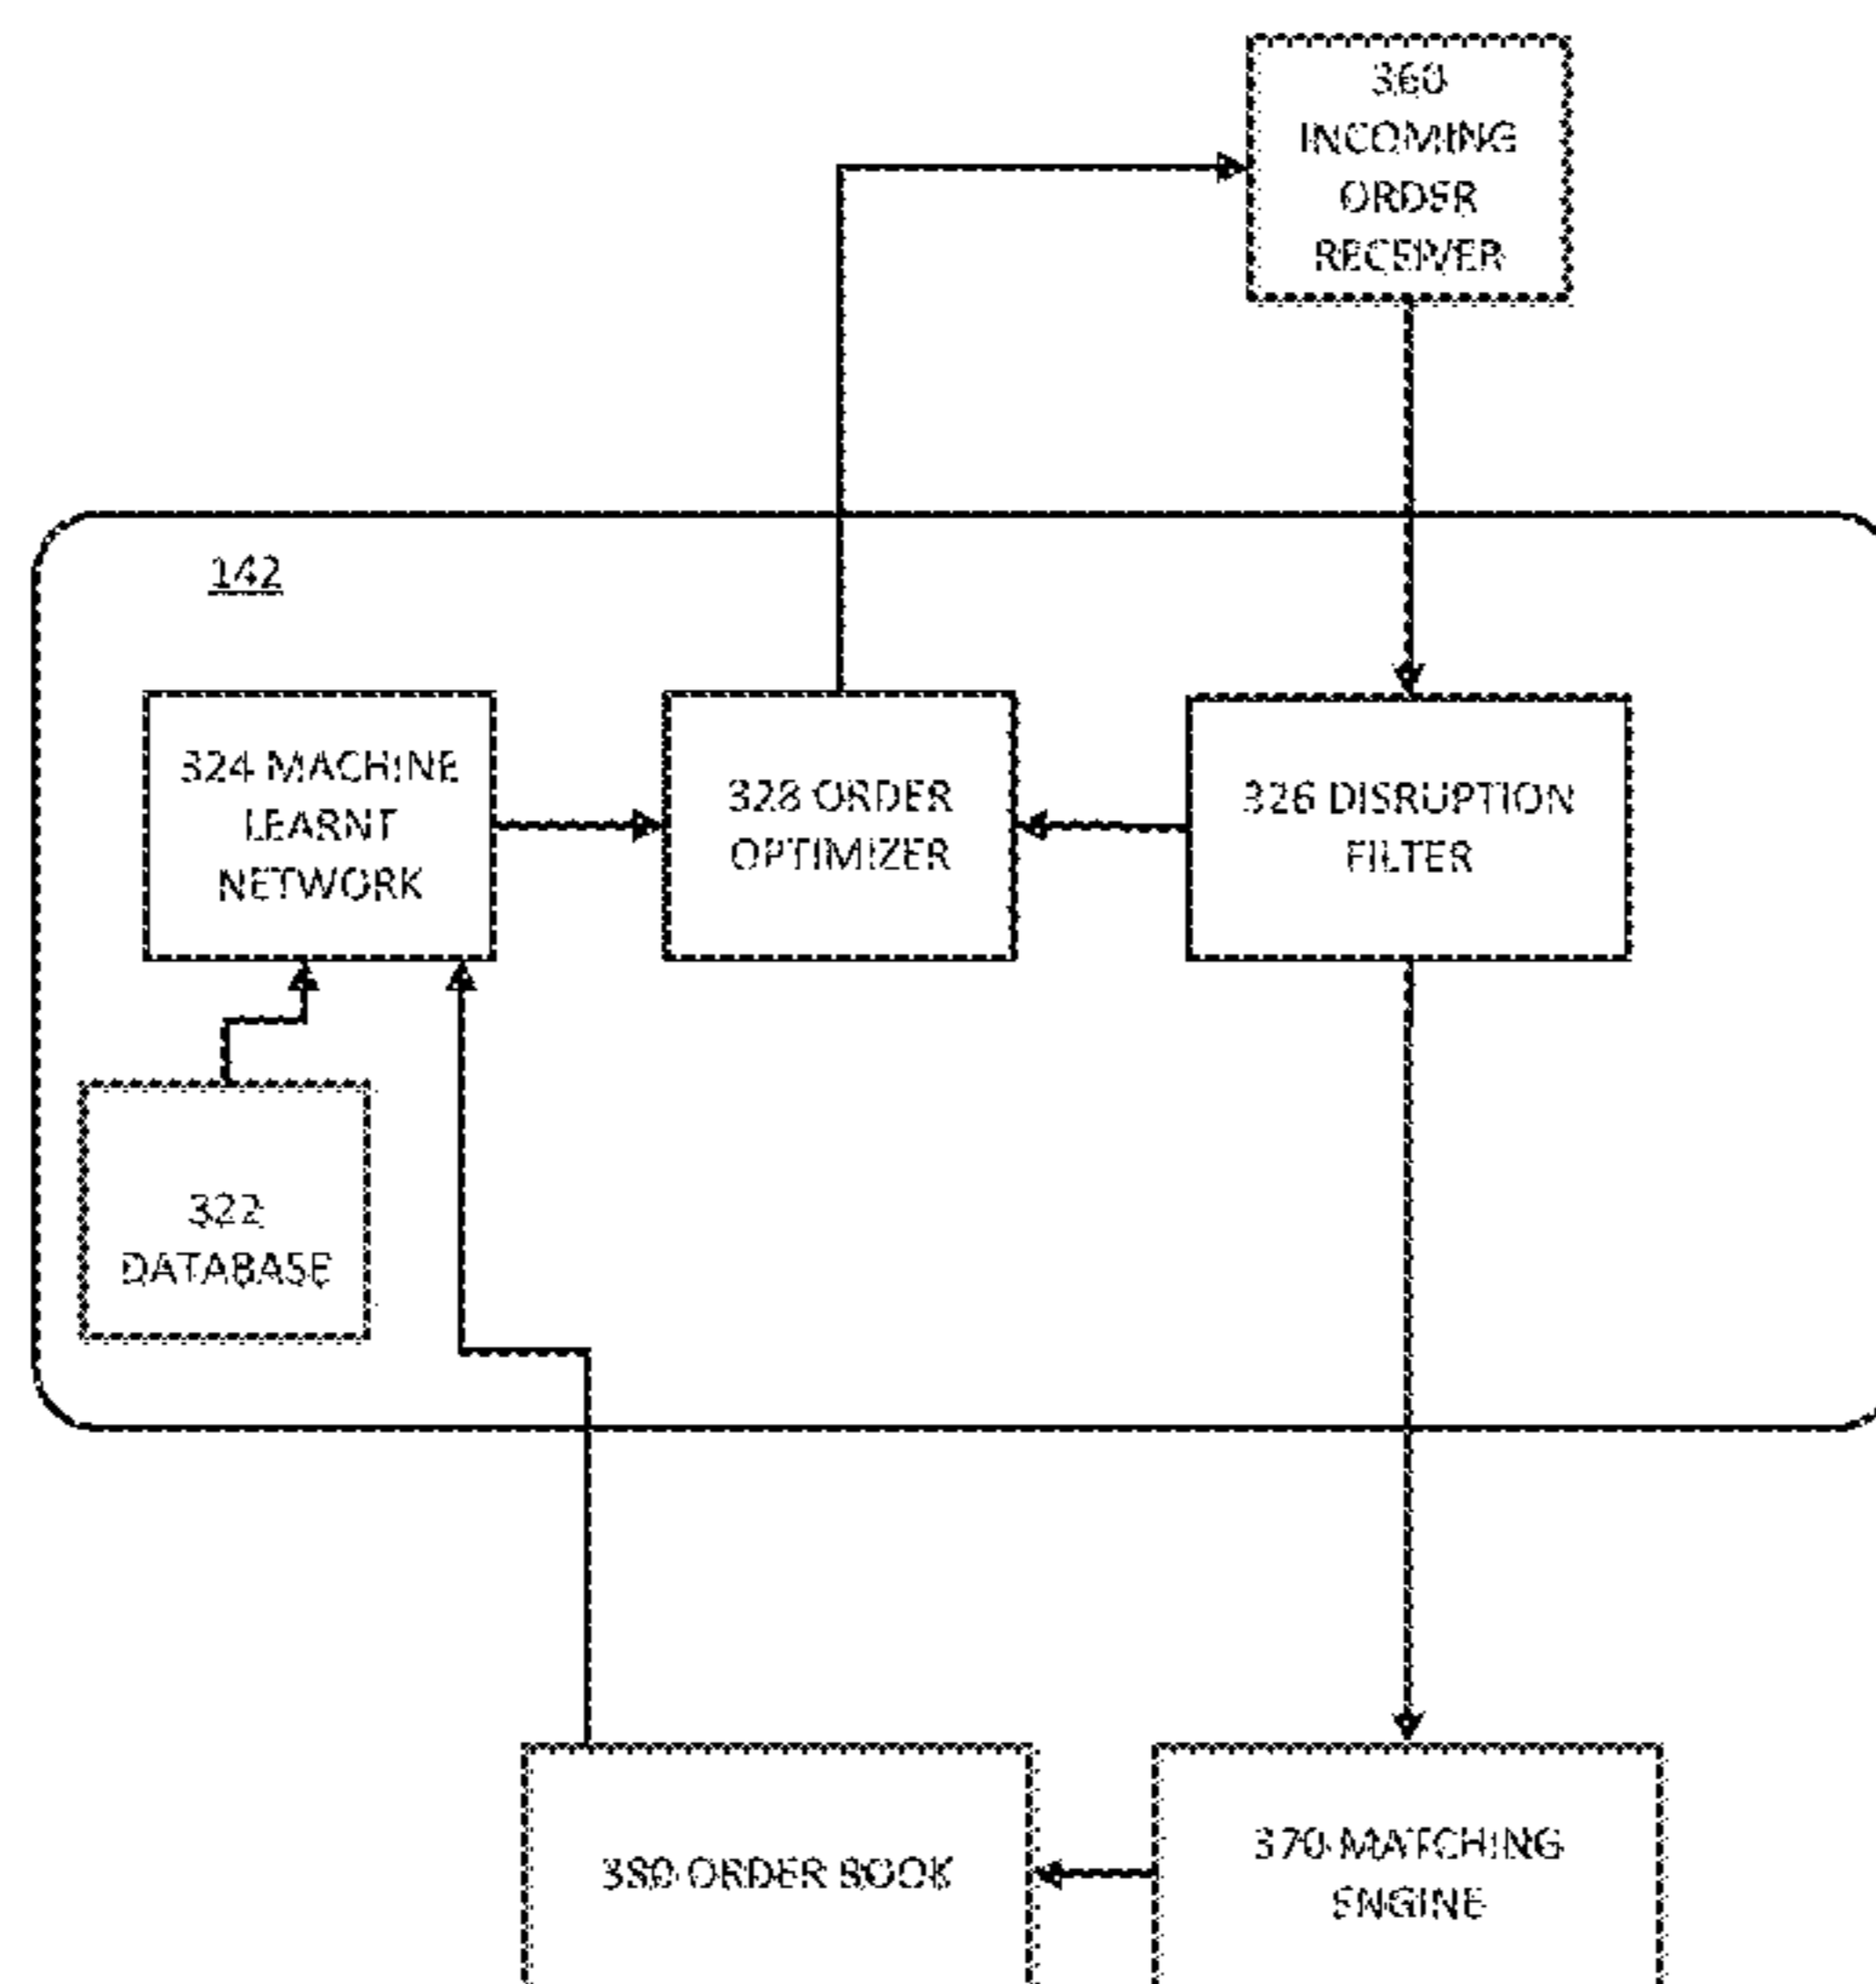 360
INCOMING
ORDER
RECEIVER
142
324 MACHINE
LEARNT
NETWORK
328 ORDER
OPTIMIZER
326 DISRUPTION
FILTER
322
DATABASE
380 ORDER BOOK
370 MATCHING
ENGINE